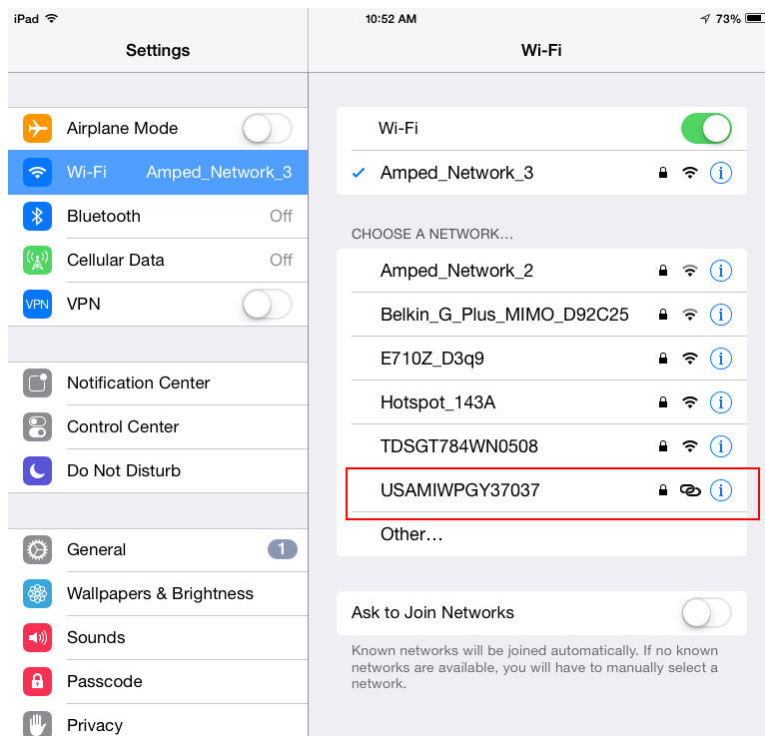 iPad 10:52 AM 73%
Settings
Wi-Fi
Airplane Mode
Wi-Fi Amped_Network_3
Bluetooth Off
Cellular Data Off
VPN VPN
Notification Center
Control Center
Do Not Disturb
General 1
Wallpapers & Brightness
Sounds
Passcode
Privacy
Wi-Fi
Amped_Network_3
CHOOSE A NETWORK...
Amped_Network_2
Belkin_G_Plus_MIMO_D92C25
E710Z_D3q9
Hotspot_143A
TDSGT784WN0508
USAMIWPGY37037
Other...
Ask to Join Networks
Known networks will be joined automatically. If no known
networks are available, you will have to manually select a
network.